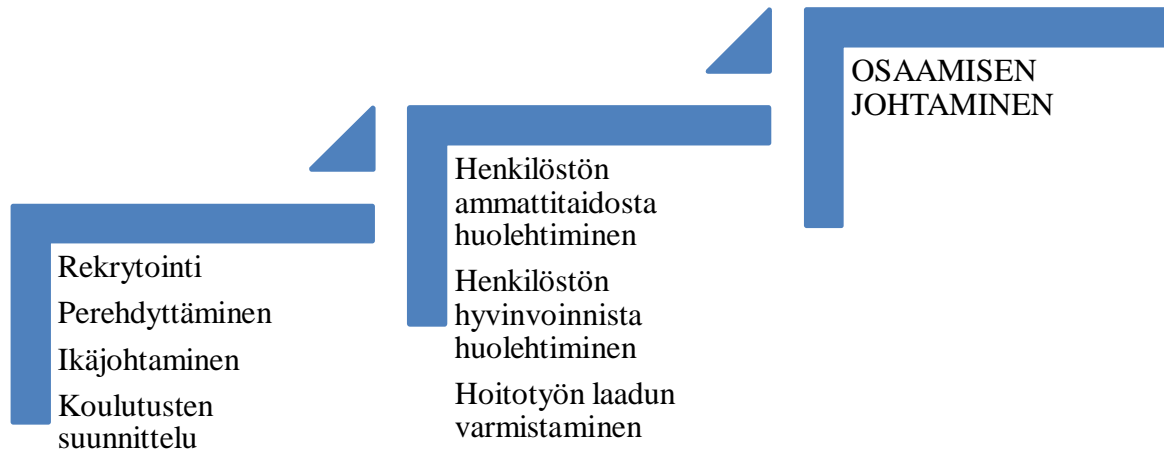 Rekrytointi
Perehdyttäminen
Ikäjohtaminen
Koulutusten
suunnittelu
Henkilöstön
ammattitaidosta
huolehtiminen
Henkilöstön
hyvinvoinnista
huolehtiminen
Hoitotyön laadun
varmistaminen
OSAAMISEN
JOHTAMINEN